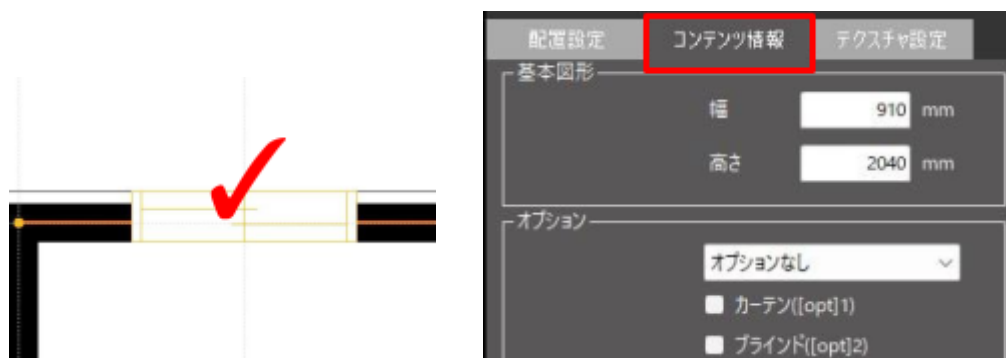 配置設定 コンテンツ情報 テクスチャ設定
基本図形
幅 910 mm
高さ 2040 mm
オプション
オプションなし
カーテン([opt]1)
ブラインド([opt]2)